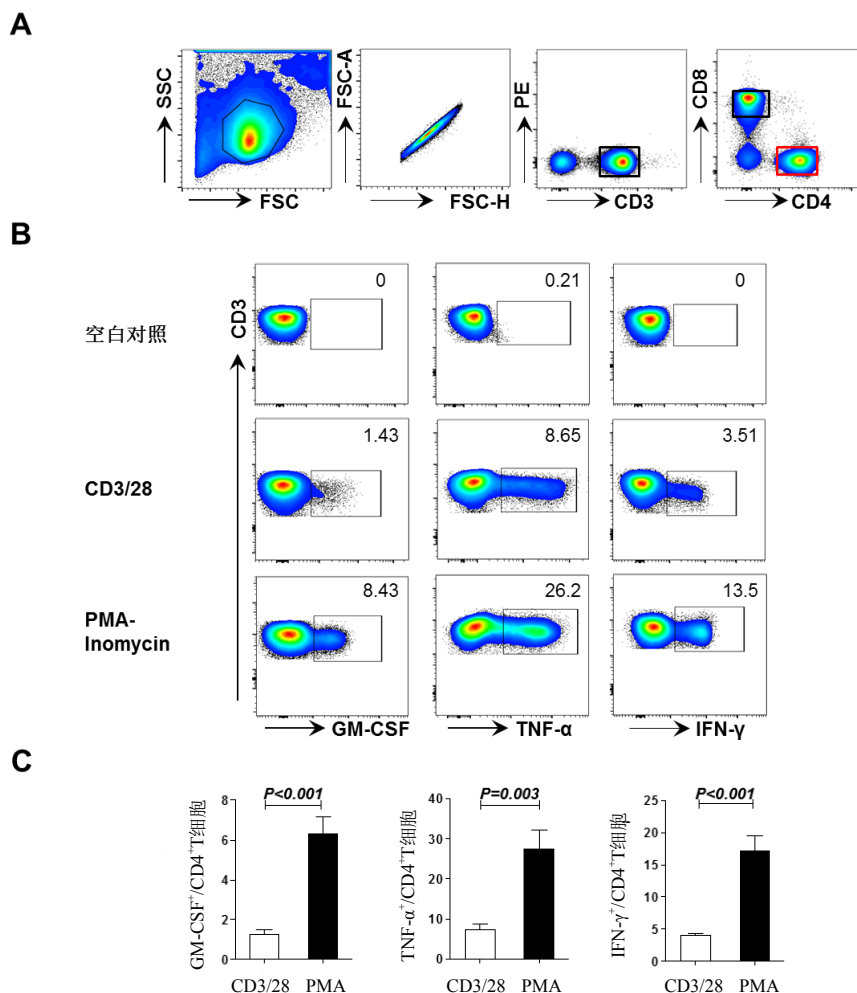 A
SSC
FSC
FSC-A
FSC-H
PE
CD3
CD8
CD4
B
CD3
空白对照
0
0.21
0
CD3/28
1.43
8.65
3.51
PMA-
Inomycin
8.43
26.2
13.5
GM-CSF
TNF-α
IFN-γ
C
GM-CSF⁺/CD4⁺T细胞
P<0.001
8
6
4
2
0
CD3/28 PMA
TNF-α⁺/CD4⁺T细胞
P=0.003
40
30
20
10
0
CD3/28 PMA
IFN-γ⁺/CD4⁺T细胞
P<0.001
25
20
15
10
5
0
CD3/28 PMA